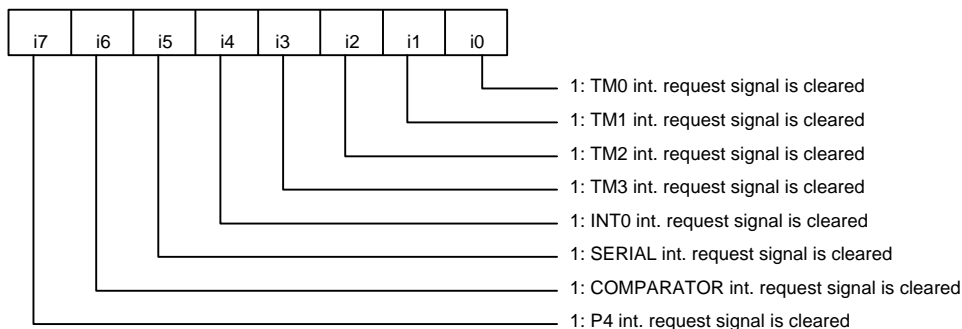 i7 i6 i5 i4 i3 i2 i1 i0
1: TM0 int. request signal is cleared
1: TM1 int. request signal is cleared
1: TM2 int. request signal is cleared
1: TM3 int. request signal is cleared
1: INT0 int. request signal is cleared
1: SERIAL int. request signal is cleared
1: COMPARATOR int. request signal is cleared
1: P4 int. request signal is cleared